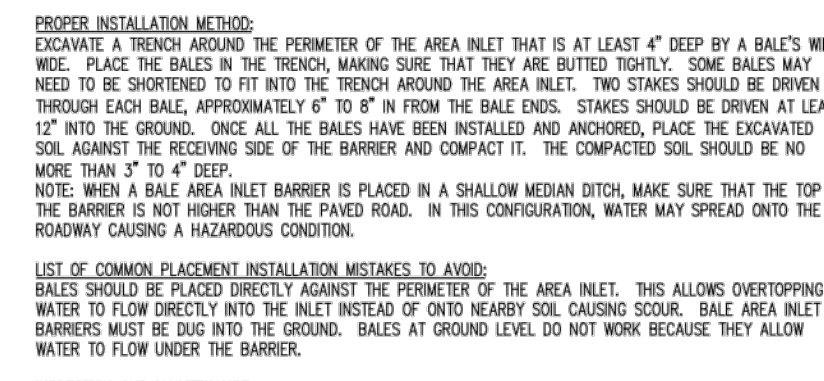 PROPER INSTALLATION METHOD:
EXCAVATE A TRENCH AROUND THE PERIMETER OF THE AREA INLET THAT IS AT LEAST 4" DEEP BY A BALE'S
WIDE. PLACE THE BALES IN THE TRENCH, MAKING SURE THAT THEY ARE BUTTED TIGHTLY. SOME BALES MAY
NEED TO BE SHORTENED TO FIT INTO THE TRENCH AROUND THE AREA INLET. TWO STAKES SHOULD BE DRIVEN
THROUGH EACH BALE, APPROXIMATELY 6" TO 8" IN FROM THE BALE ENDS. STAKES SHOULD BE DRIVEN AT
12" INTO THE GROUND. ONCE ALL THE BALES HAVE BEEN INSTALLED AND ANCHORED, PLACE THE EXCAVATED
SOIL AGAINST THE RECEIVING SIDE OF THE BARRIER AND COMPACT IT. THE COMPACTED SOIL SHOULD BE NO
MORE THAN 3" TO 4" DEEP.
NOTE: WHEN A BALE AREA INLET BARRIER IS PLACED IN A SHALLOW MEDIAN DITCH, MAKE SURE THAT THE TOP
THE BARRIER IS NOT HIGHER THAN THE PAVED ROAD. IN THIS CONFIGURATION, WATER MAY SPREAD ONTO THE
ROADWAY CAUSING A HAZARDOUS CONDITION.
LIST OF COMMON PLACEMENT INSTALLATION MISTAKES TO AVOID:
BALES SHOULD BE PLACED DIRECTLY AGAINST THE PERIMETER OF THE AREA INLET. THIS ALLOWS OVERTOPPING
WATER TO FLOW DIRECTLY INTO THE INLET INSTEAD OF ONTO NEARBY SOIL CAUSING SCOUR. BALE AREA INLET
BARRIERS MUST BE DUG INTO THE GROUND. BALES AT GROUND LEVEL DO NOT WORK BECAUSE THEY ALLOW
WATER TO FLOW UNDER THE BARRIER.